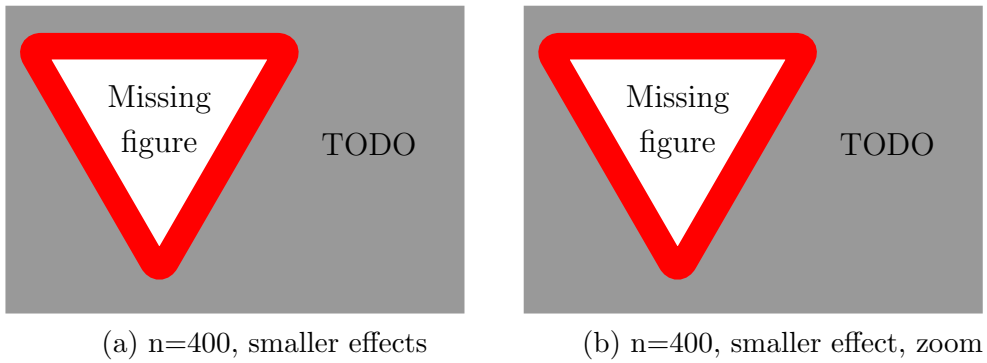 Missing
figure
TODO
(a) n=400, smaller effects
Missing
figure
TODO
(b) n=400, smaller effect, zoom